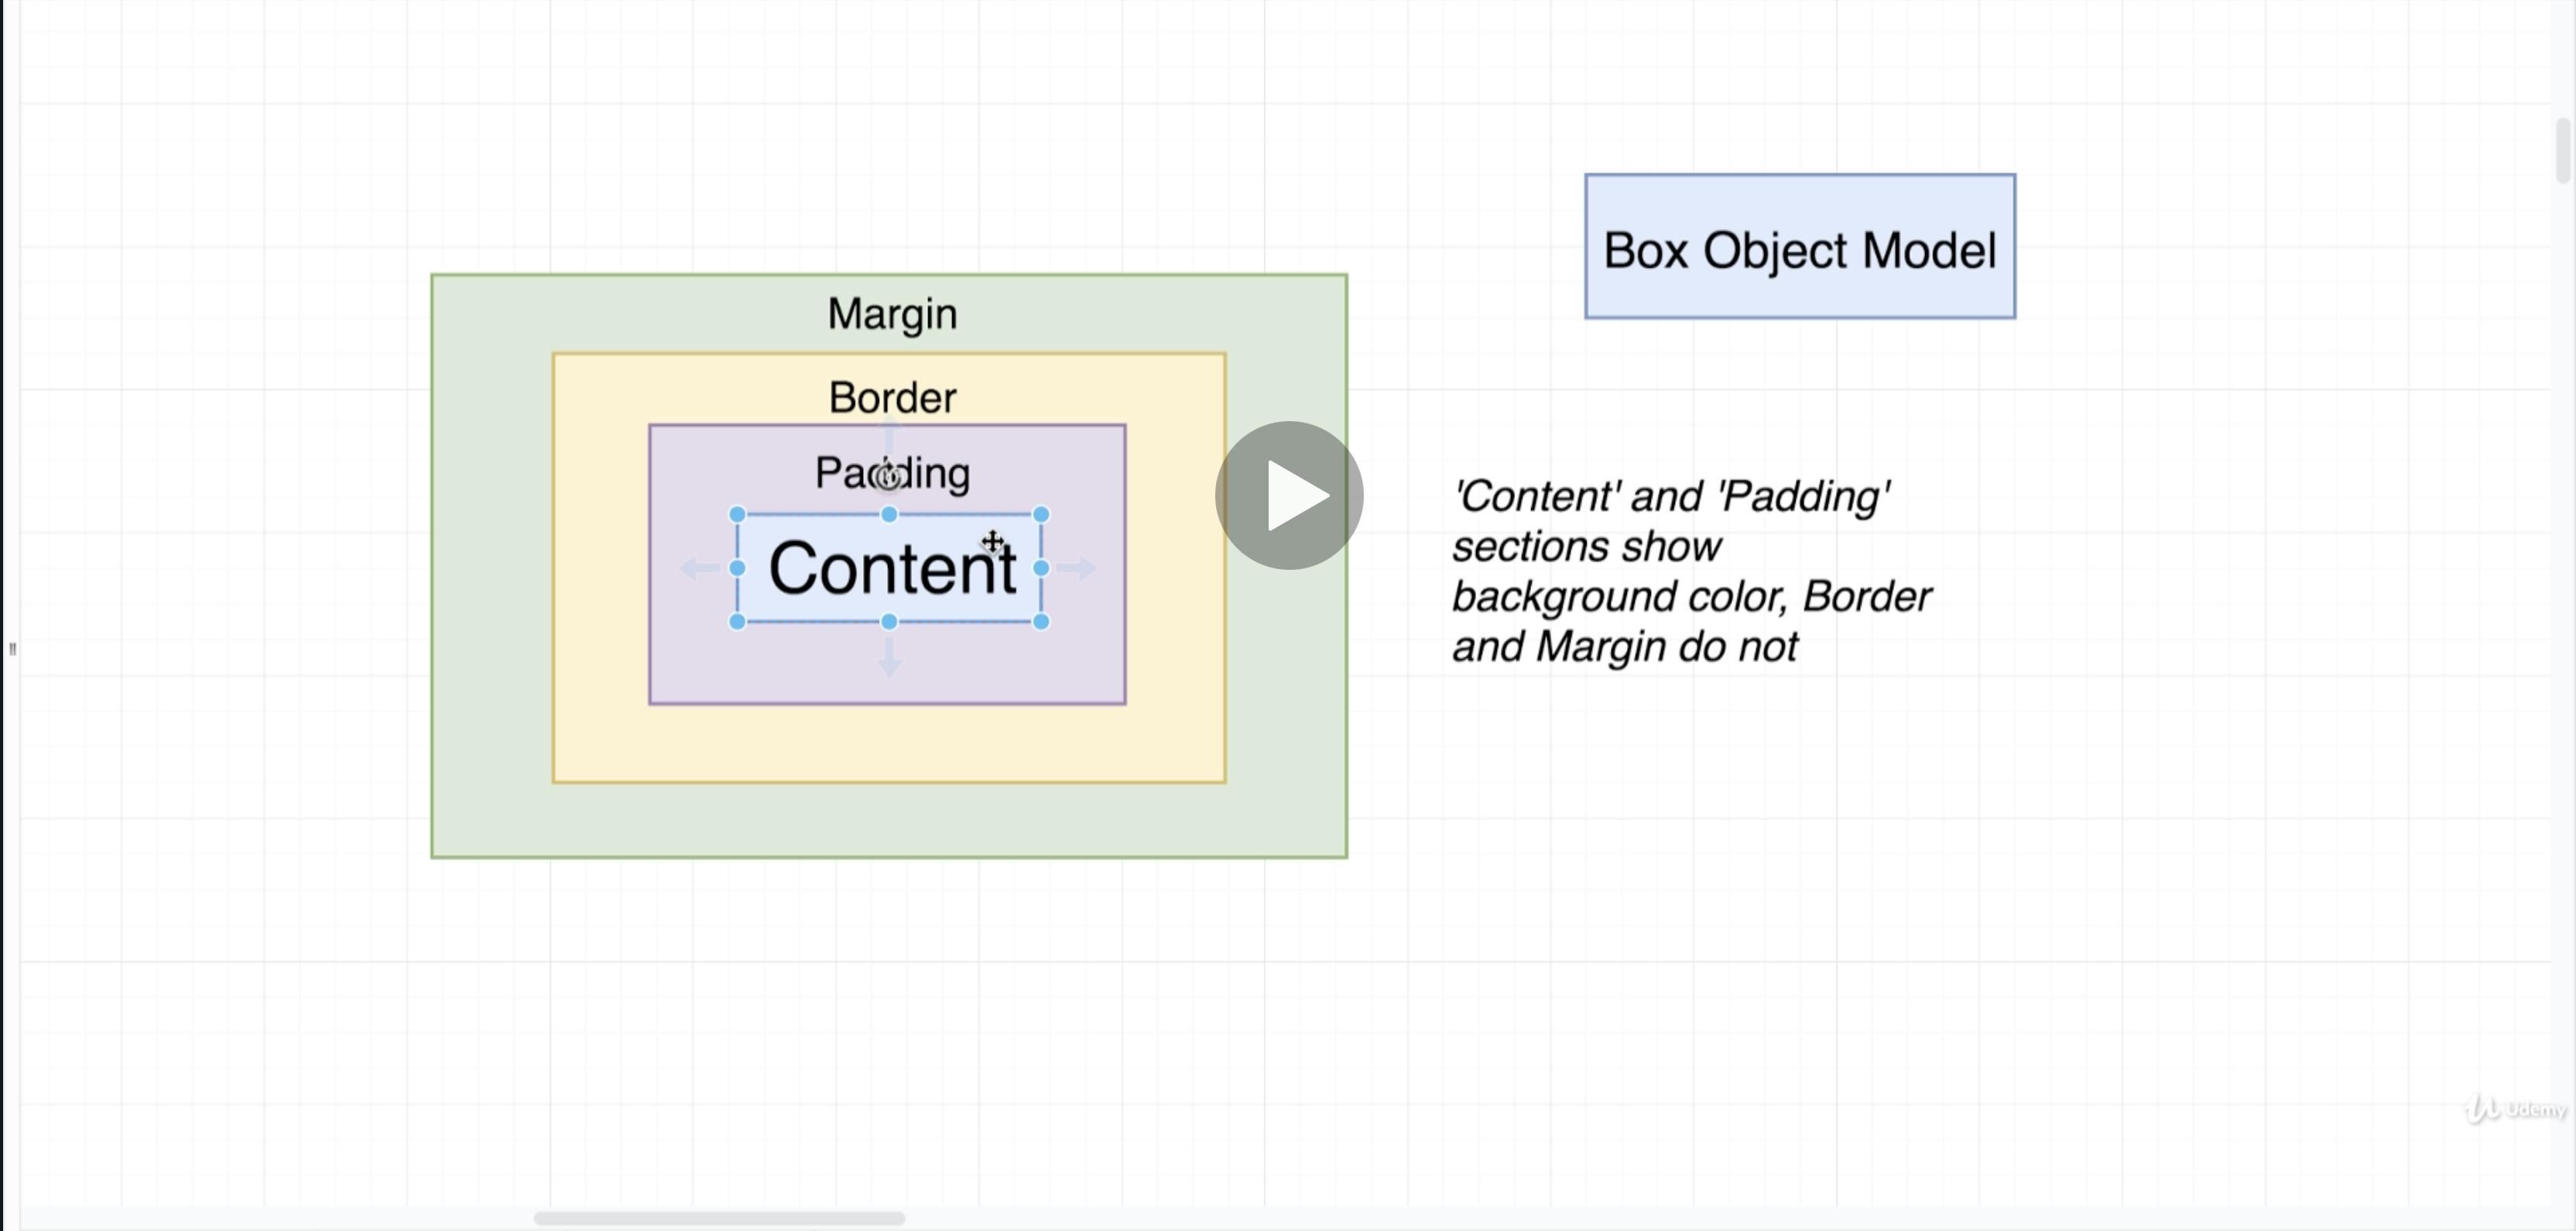 Box Object Model
Margin
Border
Padding
Content
'Content' and 'Padding'
sections show
background color, Border
and Margin do not
Udemy